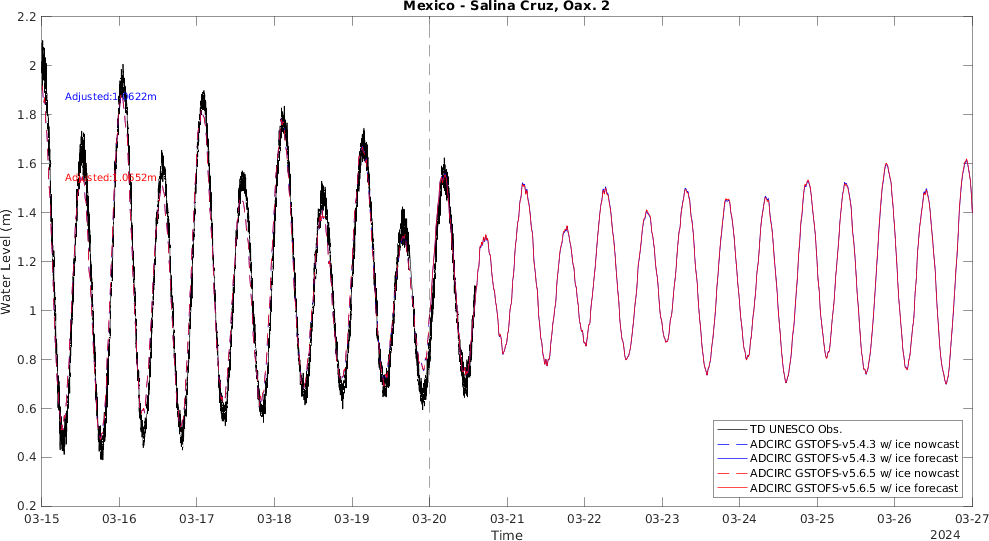 Mexico - Salina Cruz, Oax. 2
2.2
2
1.8
1.6
1.4
1.2
1
0.8
0.6
0.4
0.2
Water Level (m)
Adjusted:1.0622m
Adjusted:1.0652m
TD UNESCO Obs.
ADCIRC GSTOFS-v5.4.3 w/ ice nowcast
ADCIRC GSTOFS-v5.4.3 w/ ice forecast
ADCIRC GSTOFS-v5.6.5 w/ ice nowcast
ADCIRC GSTOFS-v5.6.5 w/ ice forecast
03-15 03-16 03-17 03-18 03-19 03-20 03-21 03-22 03-23 03-24 03-25 03-26 03-27
Time
2024